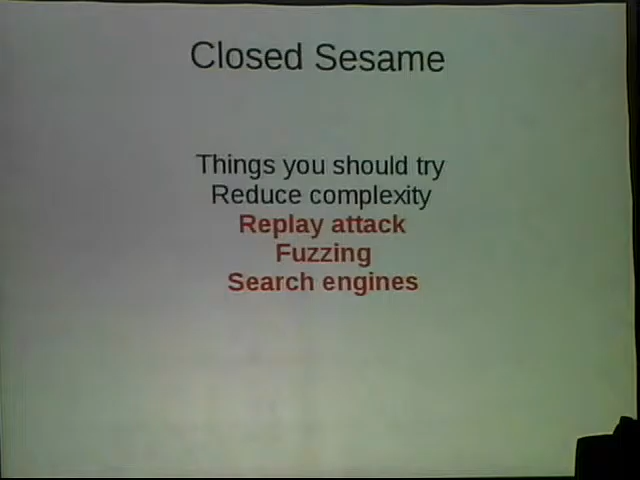 Closed Sesame
Things you should try
Reduce complexity
Replay attack
Fuzzing
Search engines